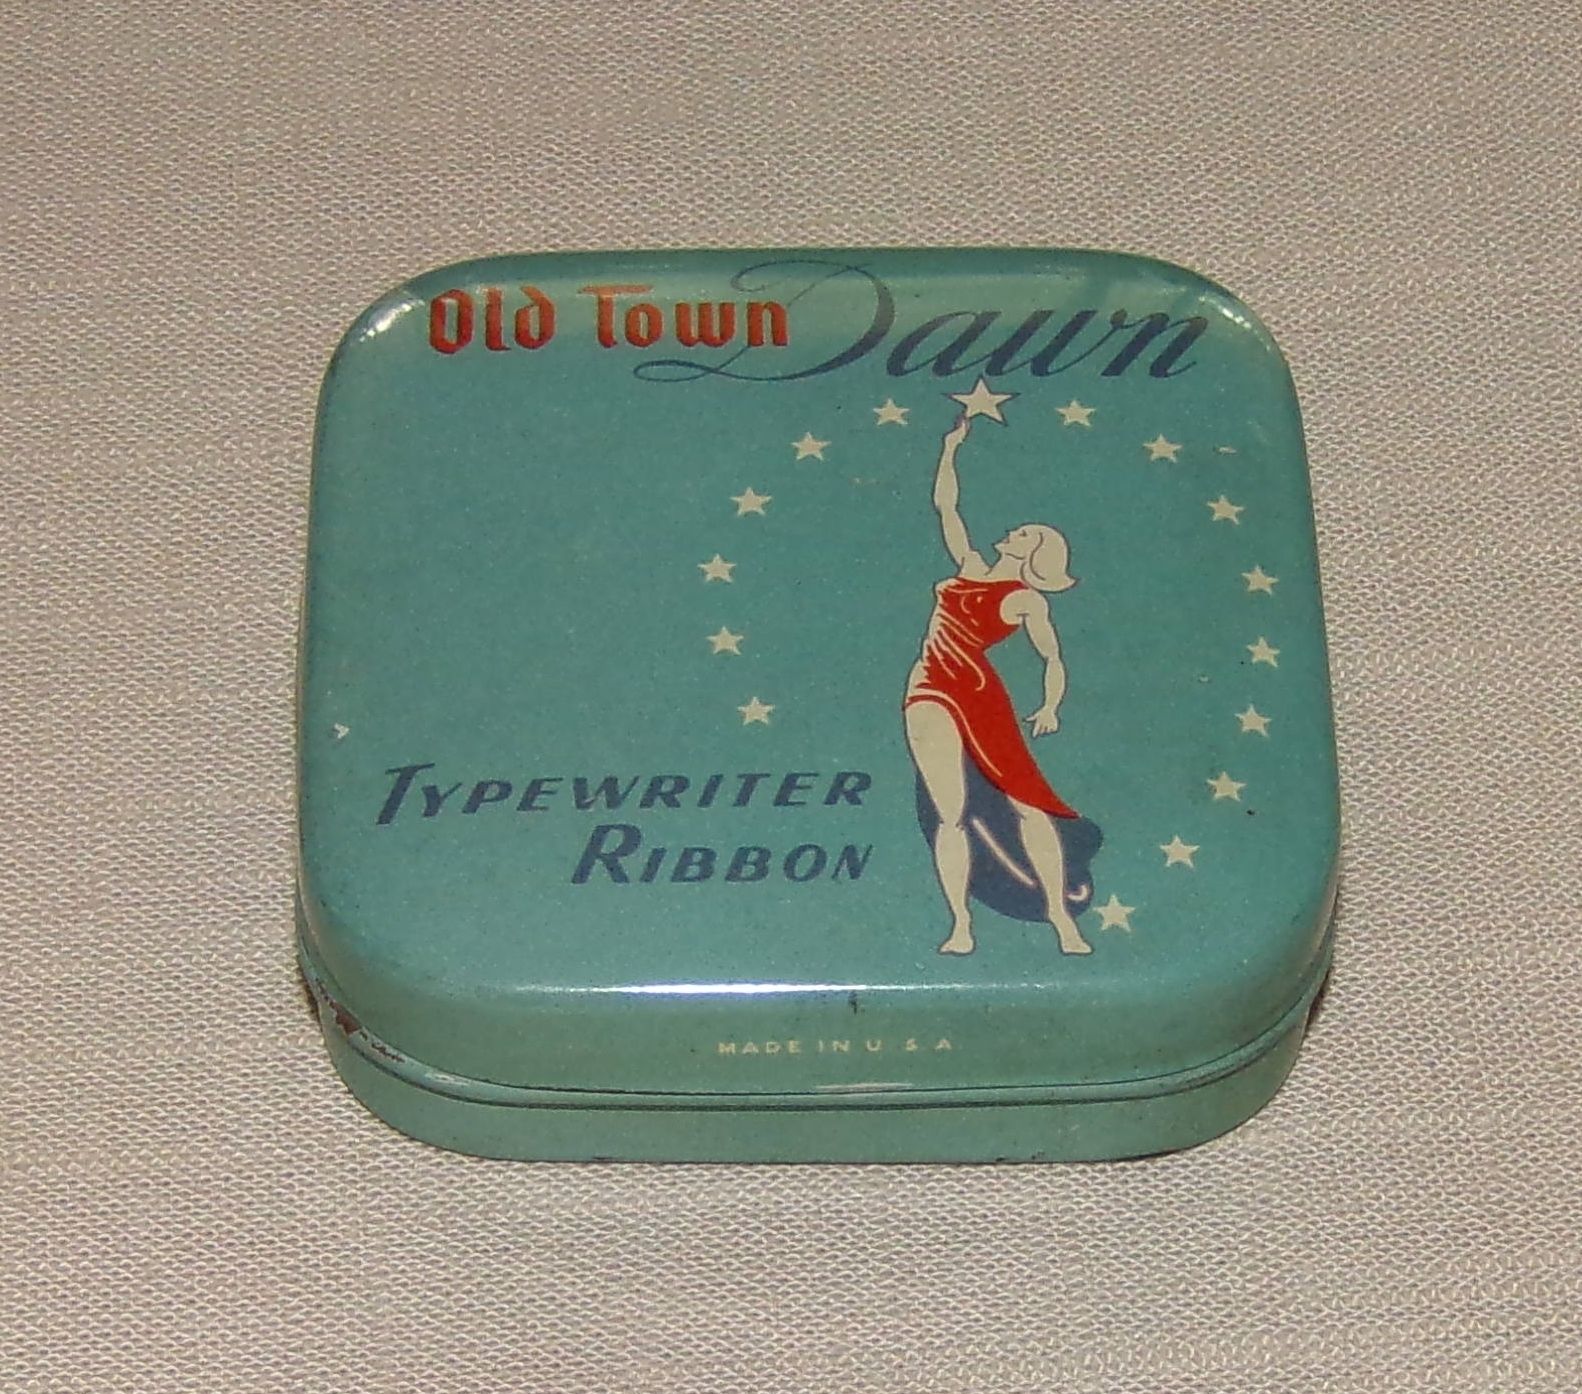 Old Town Dawn
TYPEWRITER
RIBBON
MADE IN U S A